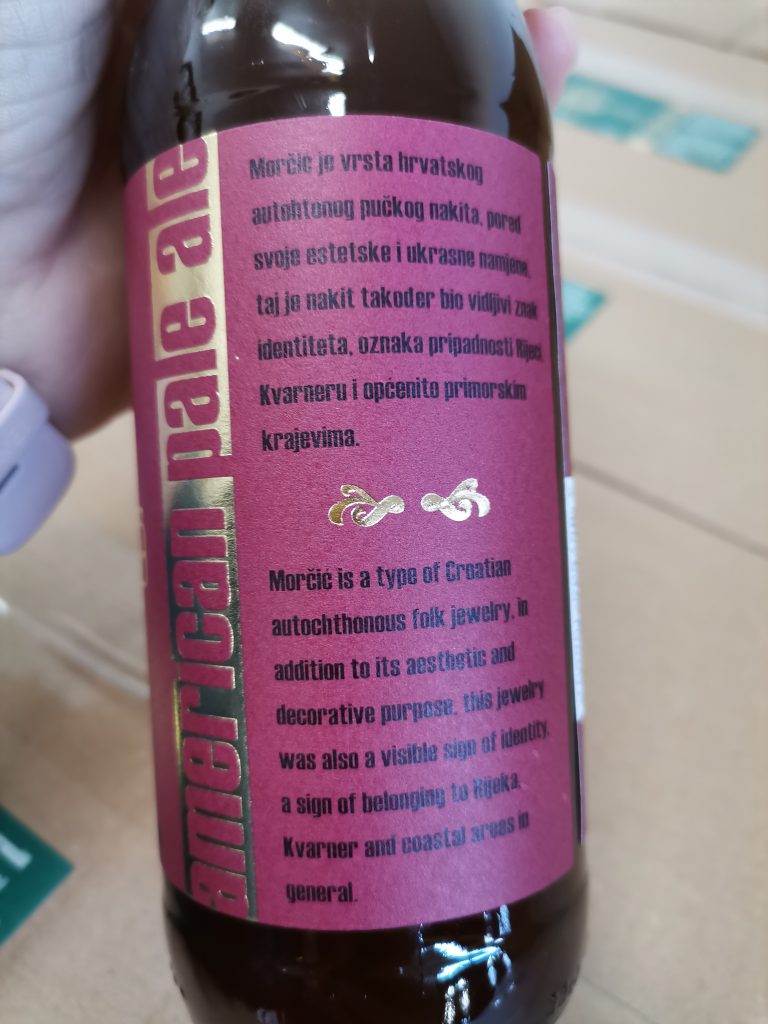 american pale ale
Morčić je vrsta hrvatskog
autohtonog pučkog nakita, pored
svoje estetske i ukrasne namjene,
taj je nakit također bio vidljivi znak
identiteta, oznaka pripadnosti Rijeci,
Kvarneru i općenito primorskim
krajevima.
Morčić is a type of Croatian
autochthonous folk jewelry, in
addition to its aesthetic and
decorative purpose, this jewelry
was also a visible sign of identity,
a sign of belonging to Rijeka,
Kvarner and coastal areas in
general.